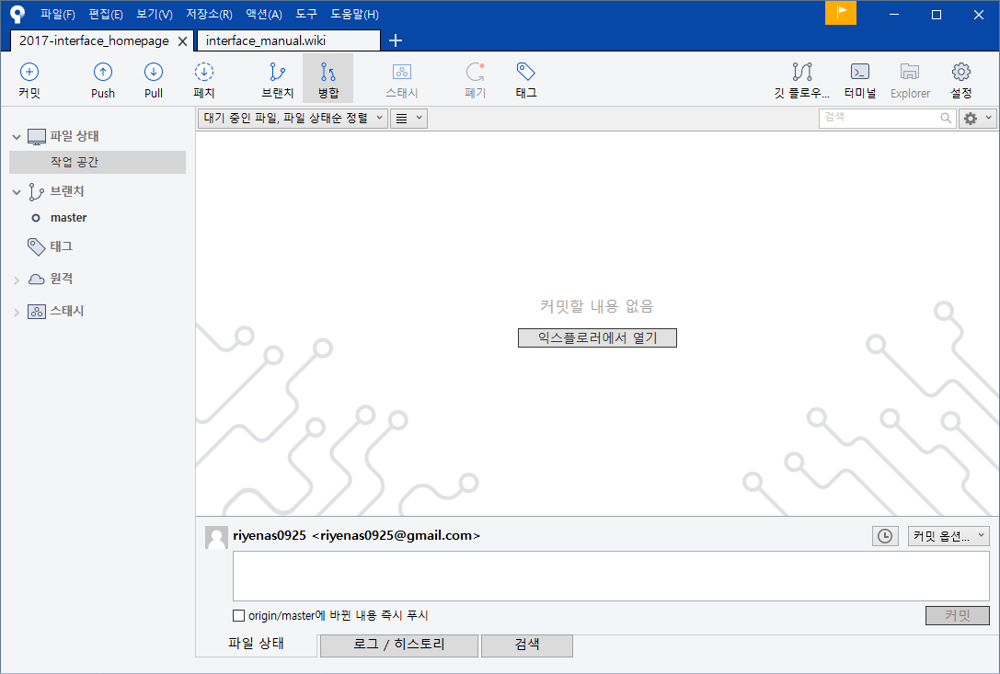 파일(F) 편집(E) 보기(V) 저장소(R) 액션(A) 도구 도움말(H)
2017-interface_homepage interface_manual.wiki
커밋 Push Pull 페치 브랜치 병합 스태시 폐기 태그 깃 플로우... 터미널 Explorer 설정
대기 중인 파일, 파일 상태순 정렬 검색
파일 상태
작업 공간
브랜치
master
태그
원격
스태시
커밋할 내용 없음
익스플로러에서 열기
riyenas0925 <riyenas0925@gmail.com> 커밋 옵션...
origin/master에 바뀐 내용 즉시 푸시 커밋
파일 상태 로그 / 히스토리 검색